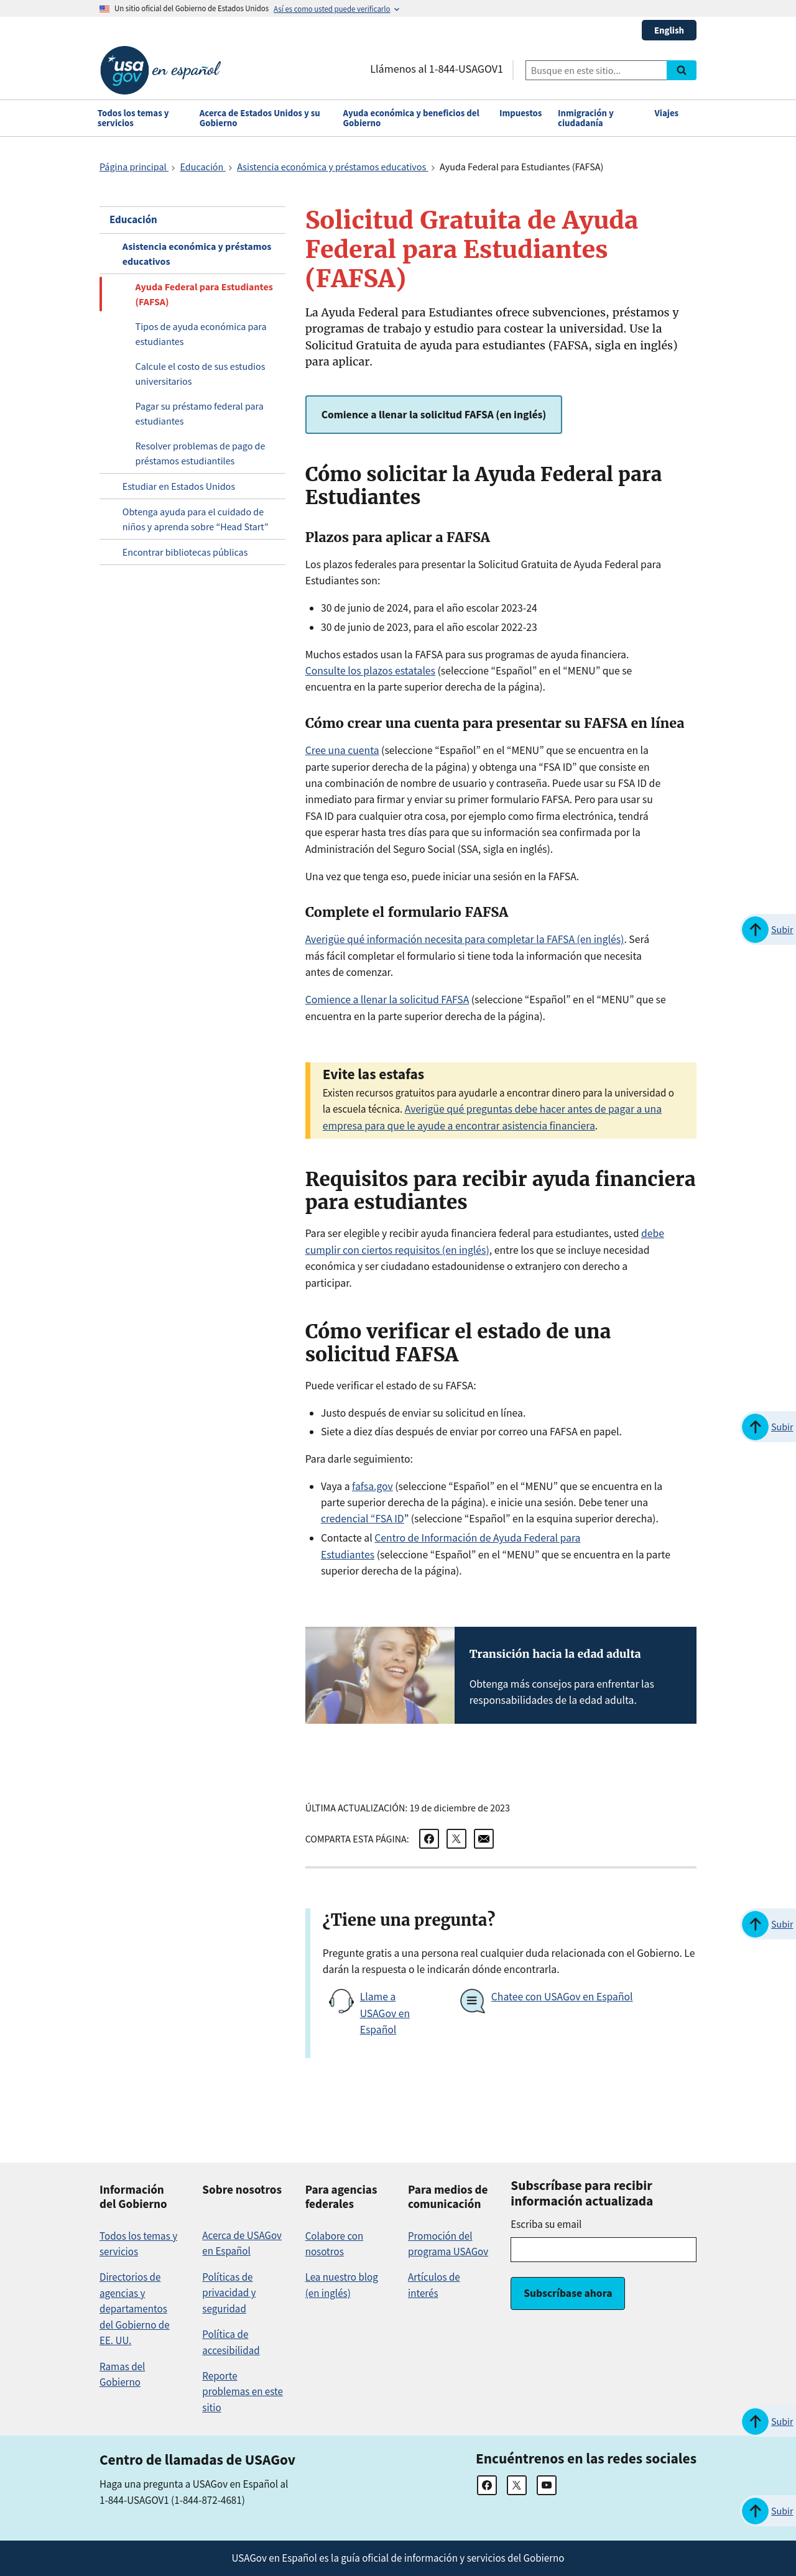 Un sitio oficial del Gobierno de Estados Unidos Así es como usted puede verificarlo
English
usa gov en español
Llámenos al 1-844-USAGOV1
Busque en este sitio...
Todos los temas y servicios
Acerca de Estados Unidos y su Gobierno
Ayuda económica y beneficios del Gobierno
Impuestos
Inmigración y ciudadanía
Viajes
Página principal > Educación > Asistencia económica y préstamos educativos > Ayuda Federal para Estudiantes (FAFSA)
Educación
Asistencia económica y préstamos
educativos
Ayuda Federal para Estudiantes
(FAFSA)
Tipos de ayuda económica para
estudiantes
Calcule el costo de sus estudios
universitarios
Pagar su préstamo federal para
estudiantes
Resolver problemas de pago de
préstamos estudiantiles
Estudiar en Estados Unidos
Obtenga ayuda para el cuidado de
niños y aprenda sobre “Head Start”
Encontrar bibliotecas públicas
Solicitud Gratuita de Ayuda
Federal para Estudiantes
(FAFSA)
La Ayuda Federal para Estudiantes ofrece subvenciones, préstamos y
programas de trabajo y estudio para costear la universidad. Use la
Solicitud Gratuita de ayuda para estudiantes (FAFSA, sigla en inglés)
para aplicar.
Comience a llenar la solicitud FAFSA (en inglés)
Cómo solicitar la Ayuda Federal para
Estudiantes
Plazos para aplicar a FAFSA
Los plazos federales para presentar la Solicitud Gratuita de Ayuda Federal para
Estudiantes son:
• 30 de junio de 2024, para el año escolar 2023-24
• 30 de junio de 2023, para el año escolar 2022-23
Muchos estados usan la FAFSA para sus programas de ayuda financiera.
Consulte los plazos estatales (seleccione “Español” en el “MENU” que se
encuentra en la parte superior derecha de la página).
Cómo crear una cuenta para presentar su FAFSA en línea
Cree una cuenta (seleccione “Español” en el “MENU” que se encuentra en la
parte superior derecha de la página) y obtenga una “FSA ID” que consiste en
una combinación de nombre de usuario y contraseña. Puede usar su FSA ID de
inmediato para firmar y enviar su primer formulario FAFSA. Pero para usar su
FSA ID para cualquier otra cosa, por ejemplo como firma electrónica, tendrá
que esperar hasta tres días para que su información sea confirmada por la
Administración del Seguro Social (SSA, sigla en inglés).
Una vez que tenga eso, puede iniciar una sesión en la FAFSA.
Complete el formulario FAFSA
Subir
Averigüe qué información necesita para completar la FAFSA (en inglés). Será
más fácil completar el formulario si tiene toda la información que necesita
antes de comenzar.
Comience a llenar la solicitud FAFSA (seleccione “Español” en el “MENU” que se
encuentra en la parte superior derecha de la página).
Evite las estafas
Existen recursos gratuitos para ayudarle a encontrar dinero para la universidad o
la escuela técnica. Averigüe qué preguntas debe hacer antes de pagar a una
empresa para que le ayude a encontrar asistencia financiera.
Requisitos para recibir ayuda financiera
para estudiantes
Para ser elegible y recibir ayuda financiera federal para estudiantes, usted debe
cumplir con ciertos requisitos (en inglés), entre los que se incluye necesidad
económica y ser ciudadano estadounidense o extranjero con derecho a
participar.
Cómo verificar el estado de una
solicitud FAFSA
Puede verificar el estado de su FAFSA:
• Justo después de enviar su solicitud en línea.
Subir
• Siete a diez días después de enviar por correo una FAFSA en papel.
Para darle seguimiento:
• Vaya a fafsa.gov (seleccione “Español” en el “MENU” que se encuentra en la
parte superior derecha de la página). e inicie una sesión. Debe tener una
credencial “FSA ID” (seleccione “Español” en la esquina superior derecha).
• Contacte al Centro de Información de Ayuda Federal para
Estudiantes (seleccione “Español” en el “MENU” que se encuentra en la parte
superior derecha de la página).
Transición hacia la edad adulta
Obtenga más consejos para enfrentar las
responsabilidades de la edad adulta.
ÚLTIMA ACTUALIZACIÓN: 19 de diciembre de 2023
COMPARTA ESTA PÁGINA:
¿Tiene una pregunta?
Subir
Pregunte gratis a una persona real cualquier duda relacionada con el Gobierno. Le
darán la respuesta o le indicarán dónde encontrarla.
Llame a
USAGov en
Español
Chatee con USAGov en Español
Información
del Gobierno
Todos los temas y
servicios
Directorios de
agencias y
departamentos
del Gobierno de
EE. UU.
Ramas del
Gobierno
Sobre nosotros
Acerca de USAGov
en Español
Políticas de
privacidad y
seguridad
Política de
accesibilidad
Reporte
problemas en este
sitio
Para agencias
federales
Colabore con
nosotros
Lea nuestro blog
(en inglés)
Para medios de
comunicación
Promoción del
programa USAGov
Artículos de
interés
Subscríbase para recibir
información actualizada
Escriba su email
Subscríbase ahora
Subir
Centro de llamadas de USAGov
Haga una pregunta a USAGov en Español al
1-844-USAGOV1 (1-844-872-4681)
Encuéntrenos en las redes sociales
Subir
USAGov en Español es la guía oficial de información y servicios del Gobierno